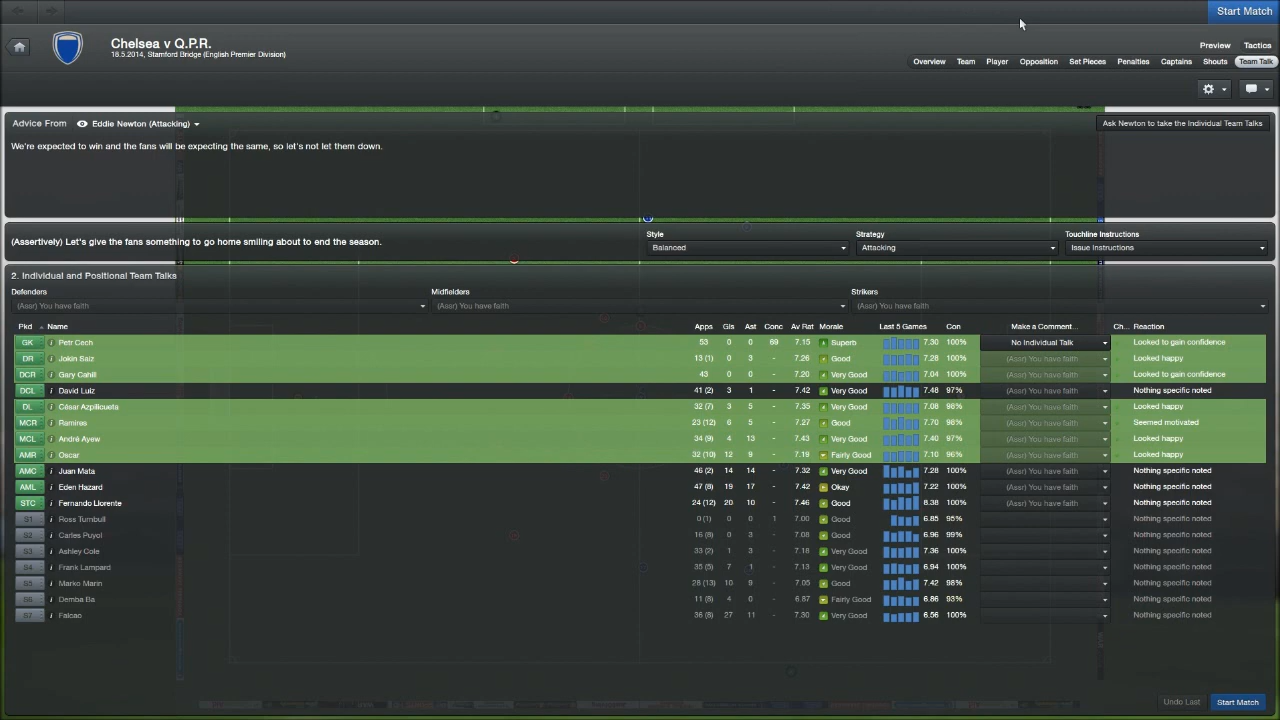 Start Match
Chelsea v Q.P.R.
18.5.2014, Stamford Bridge (English Premier Division)
Preview Tactics
Overview Team Player Opposition Set Pieces Penalties Captains Shouts Team Talk
Advice From Eddie Newton (Attacking) Ask Newton to take the Individual Team Talks
We're expected to win and the fans will be expecting the same, so let's not let them down.
Style Strategy Touchline Instructions
(Assertively) Let's give the fans something to go home smiling about to end the season.
Balanced Attacking Issue Instructions
2. Individual and Positional Team Talks
Defenders Midfielders Strikers
(Assr) You have faith (Assr) You have faith (Assr) You have faith
Pkd Name Apps Gls Ast Conc Av Rat Morale Last 5 Games Con Make a Comment... Ch... Reaction
GK i Petr Cech 53 0 0 69 7.15 Superb 7.30 100% No Individual Talk Looked to gain confidence
DR i Jokin Saiz 13 (1) 0 3 - 7.26 Good 7.28 100% (Assr) You have faith Looked happy
DCR i Gary Cahill 43 0 0 - 7.20 Very Good 7.04 100% (Assr) You have faith Looked to gain confidence
DCL i David Luiz 41 (2) 3 1 - 7.42 Very Good 7.48 97% (Assr) You have faith Nothing specific noted
DL i César Azpilicueta 32 (7) 3 5 - 7.35 Very Good 7.08 98% (Assr) You have faith Looked happy
MCR i Ramires 23 (12) 6 5 - 7.27 Good 7.70 98% (Assr) You have faith Seemed motivated
MCL i André Ayew 34 (9) 4 13 - 7.43 Very Good 7.40 97% (Assr) You have faith Looked happy
AMR i Oscar 32 (10) 12 9 - 7.19 Fairly Good 7.10 96% (Assr) You have faith Looked happy
AMC i Juan Mata 46 (2) 14 14 - 7.32 Very Good 7.28 100% (Assr) You have faith Nothing specific noted
AML i Eden Hazard 47 (8) 19 17 - 7.42 Okay 7.22 100% (Assr) You have faith Nothing specific noted
STC i Fernando Llorente 24 (12) 20 10 - 7.46 Good 8.38 100% (Assr) You have faith Nothing specific noted
S1 i Ross Turnbull 0 (1) 0 0 1 7.00 Good 6.85 95% Nothing specific noted
S2 i Carles Puyol 16 (8) 0 3 - 7.08 Good 6.96 99% Nothing specific noted
S3 i Ashley Cole 33 (2) 1 3 - 7.18 Very Good 7.36 100% Nothing specific noted
S4 i Frank Lampard 35 (5) 7 1 - 7.13 Very Good 6.94 100% Nothing specific noted
S5 i Marko Marin 28 (13) 10 9 - 7.05 Good 7.42 98% Nothing specific noted
S6 i Demba Ba 11 (8) 4 0 - 6.87 Fairly Good 6.86 93% Nothing specific noted
S7 i Falcao 36 (8) 27 11 - 7.30 Very Good 6.56 100% Nothing specific noted
Undo Last Start Match